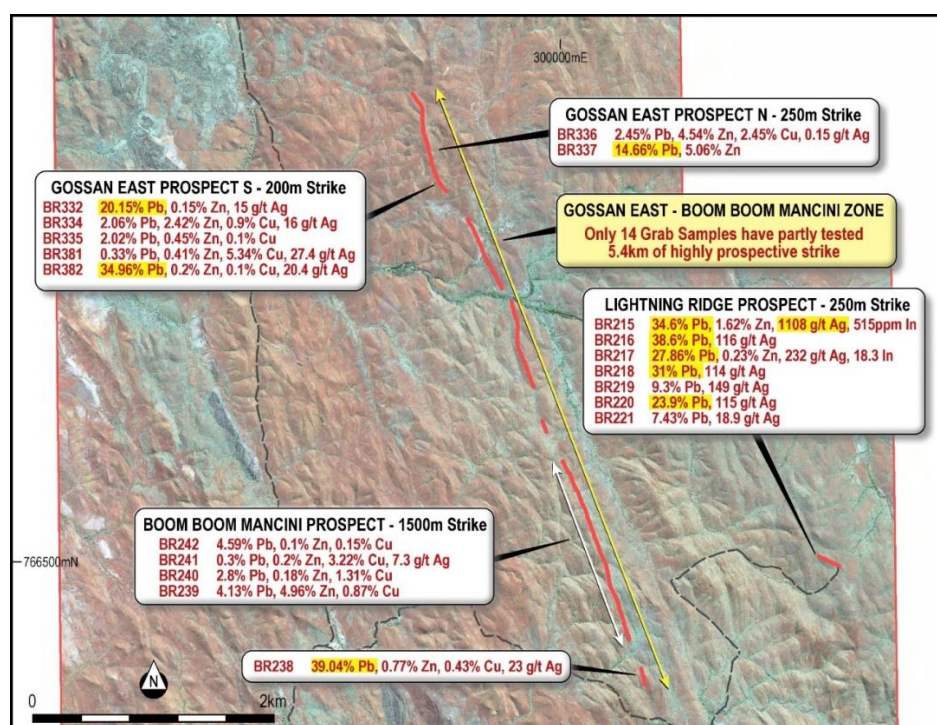 300000mE
GOSSAN EAST PROSPECT N - 250m Strike
BR336 2.45% Pb, 4.54% Zn, 2.45% Cu, 0.15 g/t Ag
BR337 14.66% Pb, 5.06% Zn
GOSSAN EAST PROSPECT S - 200m Strike
BR332 20.15% Pb, 0.15% Zn, 15 g/t Ag
BR334 2.06% Pb, 2.42% Zn, 0.9% Cu, 16 g/t Ag
BR335 2.02% Pb, 0.45% Zn, 0.1% Cu
BR381 0.33% Pb, 0.41% Zn, 5.34% Cu, 27.4 g/t Ag
BR382 34.96% Pb, 0.2% Zn, 0.1% Cu, 20.4 g/t Ag
GOSSAN EAST - BOOM BOOM MANCINI ZONE
Only 14 Grab Samples have partly tested
5.4km of highly prospective strike
LIGHTNING RIDGE PROSPECT - 250m Strike
BR215 34.6% Pb, 1.62% Zn, 1108 g/t Ag, 515ppm In
BR216 38.6% Pb, 116 g/t Ag
BR217 27.86% Pb, 0.23% Zn, 232 g/t Ag, 18.3 In
BR218 31% Pb, 114 g/t Ag
BR219 9.3% Pb, 149 g/t Ag
BR220 23.9% Pb, 115 g/t Ag
BR221 7.43% Pb, 18.9 g/t Ag
BOOM BOOM MANCINI PROSPECT - 1500m Strike
BR242 4.59% Pb, 0.1% Zn, 0.15% Cu
BR241 0.3% Pb, 0.2% Zn, 3.22% Cu, 7.3 g/t Ag
BR240 2.8% Pb, 0.18% Zn, 1.31% Cu
BR239 4.13% Pb, 4.96% Zn, 0.87% Cu
766500mN
BR238 39.04% Pb, 0.77% Zn, 0.43% Cu, 23 g/t Ag
N
0 2km